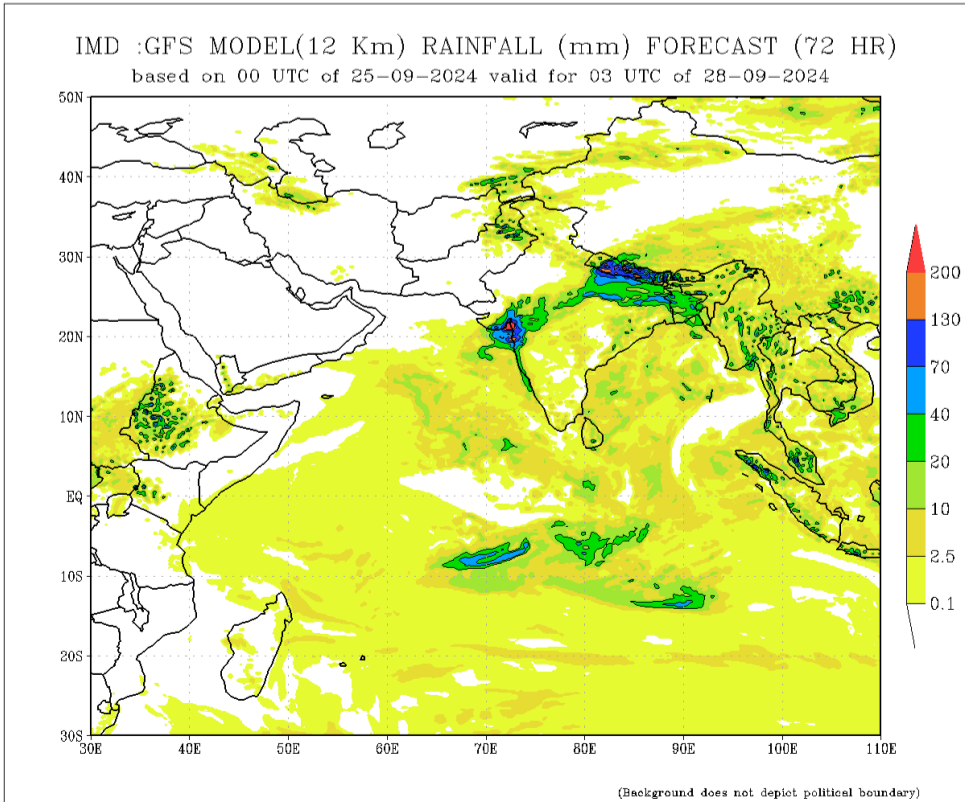 IMD :GFS MODEL(12 Km) RAINFALL (mm) FORECAST (72 HR)
based on 00 UTC of 25-09-2024 valid for 03 UTC of 28-09-2024
50N
40N
30N
20N
10N
EQ
10S
20S
30S
30E 40E 50E 60E 70E 80E 90E 100E 110E
200
130
70
40
20
10
2.5
0.1
(Background does not depict political boundary)